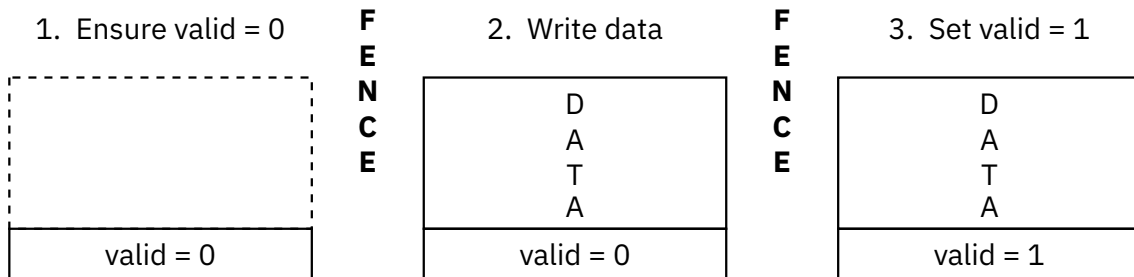 1. Ensure valid = 0
valid = 0
F
E
N
C
E
2. Write data
D
A
T
A
valid = 0
F
E
N
C
E
3. Set valid = 1
D
A
T
A
valid = 1